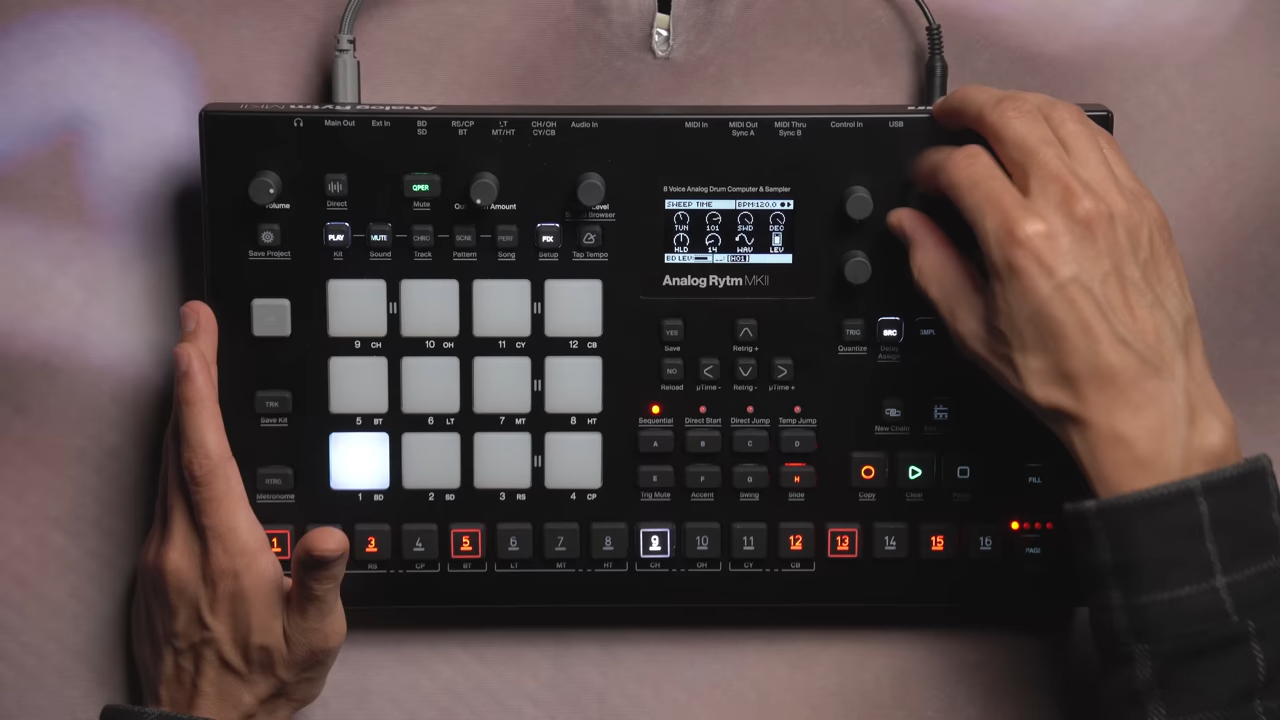 Analog Rytm MKII
Main Out
Ext In
BD
SD
RS/CP
BT
LT
MT/HT
CH/OH
CY/CB
Audio In
MIDI In
MIDI Out
Sync A
MIDI Thru
Sync B
Control In
USB
Direct
OPER
Mute
Amount
Level
Browser
8 Voice Analog Drum Computer & Sampler
SWEEP TIME
BPM:120.0
TUN
101
SWD
DEC
HLD
14
WAV
LEV
BD LEV:
H01
Analog Rytm MKII
Save Project
PLAY
MUTE
CHRO
SCNE
PERF
FIX
Kit
Sound
Track
Pattern
Song
Setup
Tap Tempo
9 CH
10 OH
11 CY
12 CB
YES
Save
Retrig +
TRIG
SRC
SMPL
Quantize
Delay
Assign
NO
Reload
µTime -
Retrig -
µTime +
TRK
Save Kit
5 BT
6 LT
7 MT
8 HT
Sequential
Direct Start
Direct Jump
Temp Jump
New Chain
A
B
C
D
RTRG
Metronome
E
F
G
H
Trig Mute
Accent
Swing
Slide
Copy
Clear
FILL
1 BD
2 SD
3 RS
4 CP
1
3
4
5
6
7
8
9
10
11
12
13
14
15
16
PAGE
RS
CP
BT
LT
MT
HT
CH
OH
CY
CB